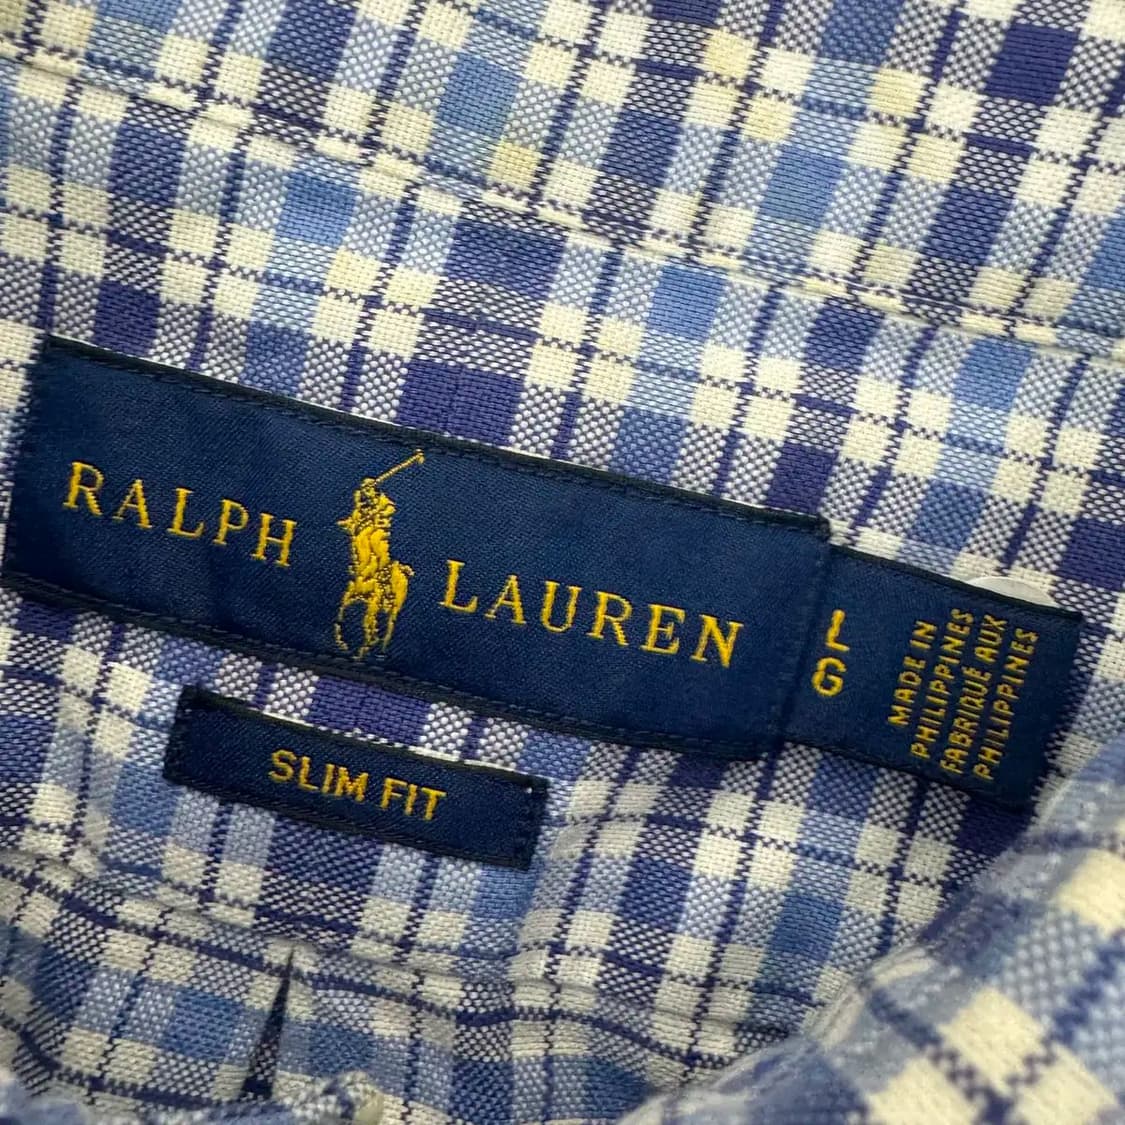 RALPH LAUREN
L
G
MADE IN
PHILIPPINES
FABRIQUÉ AUX
PHILIPPINES
SLIM FIT